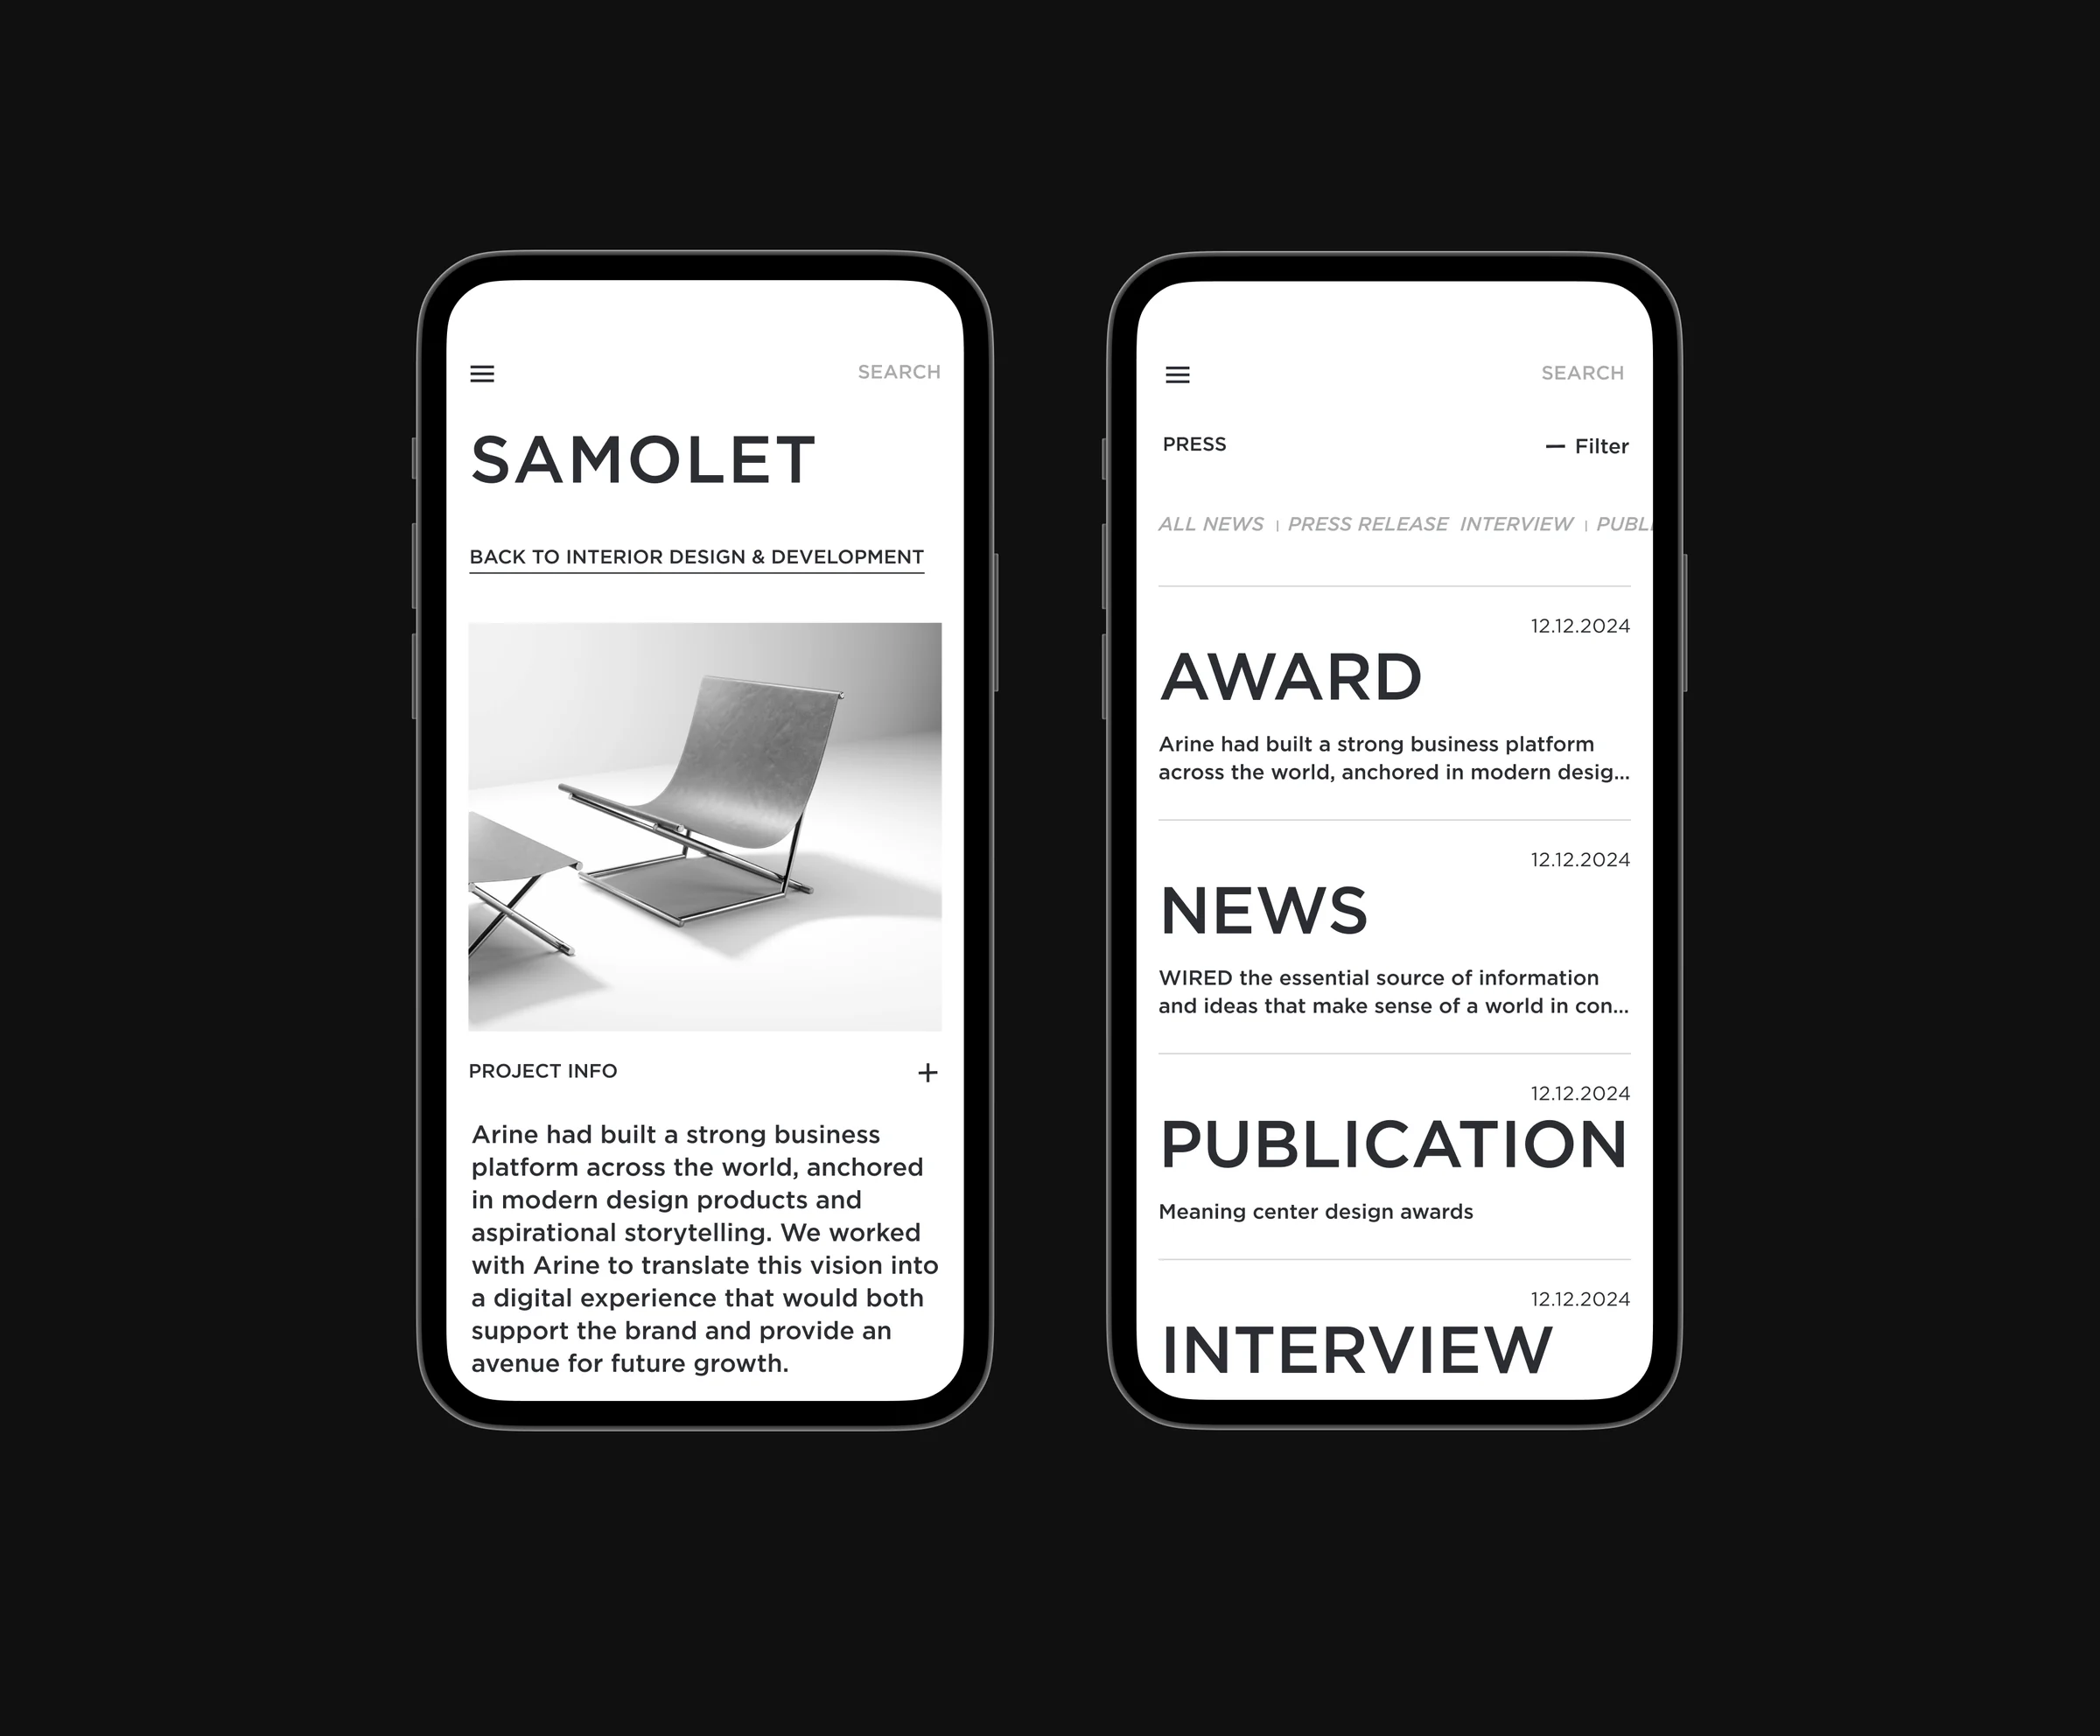 SEARCH
SAMOLET
BACK TO INTERIOR DESIGN & DEVELOPMENT
PROJECT INFO
Arine had built a strong business
platform across the world, anchored
in modern design products and
aspirational storytelling. We worked
with Arine to translate this vision into
a digital experience that would both
support the brand and provide an
avenue for future growth.
SEARCH
PRESS
Filter
ALL NEWS | PRESS RELEASE INTERVIEW | PUBLI
12.12.2024
AWARD
Arine had built a strong business platform
across the world, anchored in modern desig...
12.12.2024
NEWS
WIRED the essential source of information
and ideas that make sense of a world in con...
12.12.2024
PUBLICATION
Meaning center design awards
12.12.2024
INTERVIEW